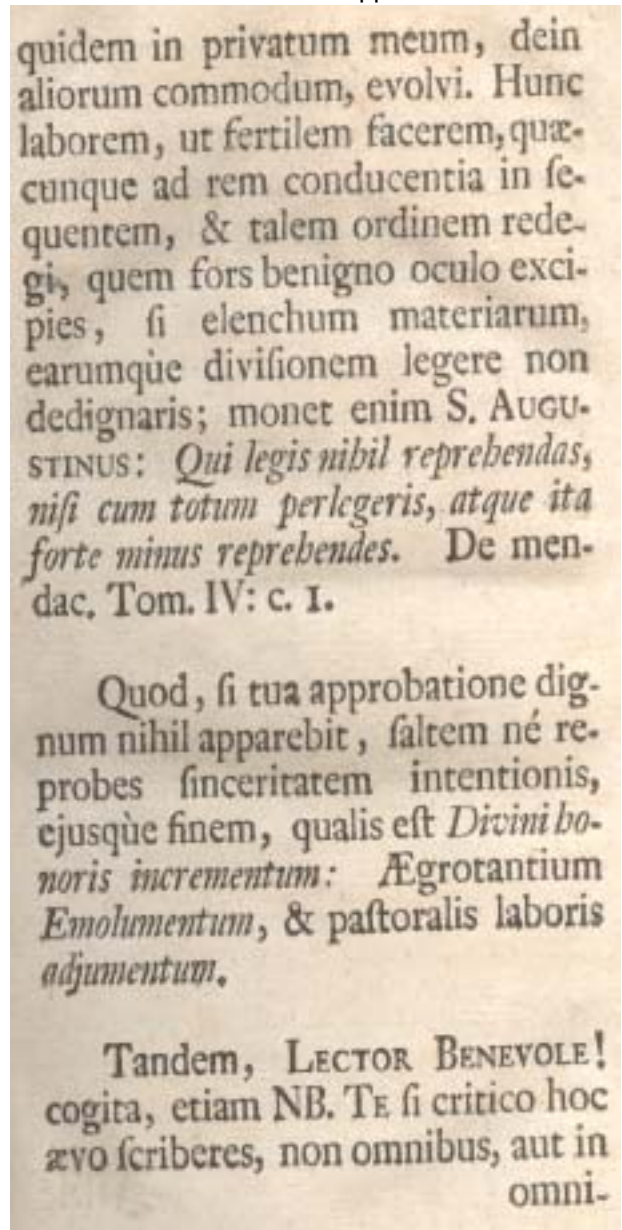 quidem in privatum meum, dein
aliorum commodum, evolvi. Hunc
laborem, ut fertilem facerem, quæ-
cunque ad rem conducentia in ſe-
quentem, & talem ordinem rede-
gi, quem fors benigno oculo exci-
pies, ſi elenchum materiarum,
earumqùe diviſionem legere non
dedignaris; monet enim S. AUGU-
STINUS: Qui legis nihil reprehendas,
niſi cum totum perlegeris, atque ita
forte minus reprehendes. De men-
dac. Tom. IV: c. 1.
Quod, ſi tua approbatione dig-
num nihil apparebit, ſaltem né re-
probes ſinceritatem intentionis,
ejusqùe finem, qualis eſt Divini ho-
noris incrementum: Ægrotantium
Emolumentum, & paſtoralis laboris
adjumentum.
Tandem, LECTOR BENEVOLE!
cogita, etiam NB. TE ſi critico hoc
ævo ſcriberes, non omnibus, aut in
omni-